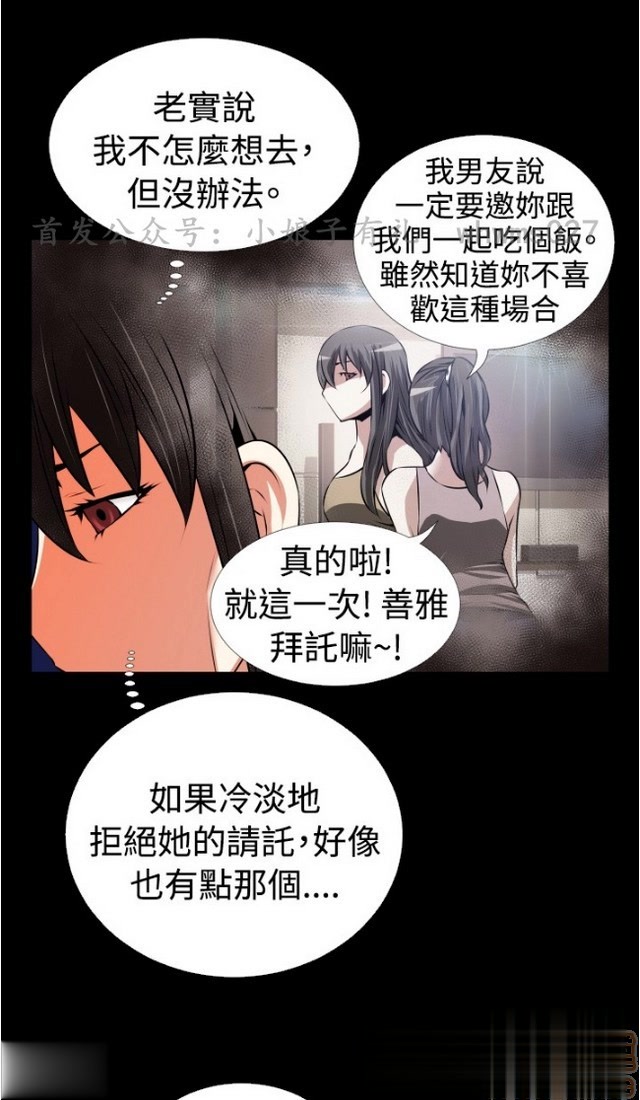 老實說
我不怎麼想去，
但沒辦法。
我男友說
一定要邀妳跟
我們一起吃個飯。
雖然知道妳不喜
歡這種場合
首发公众号：小娘子有
真的啦！
就這一次！善雅
拜託嘛~！
如果冷淡地
拒絕她的請託，好像
也有點那個....